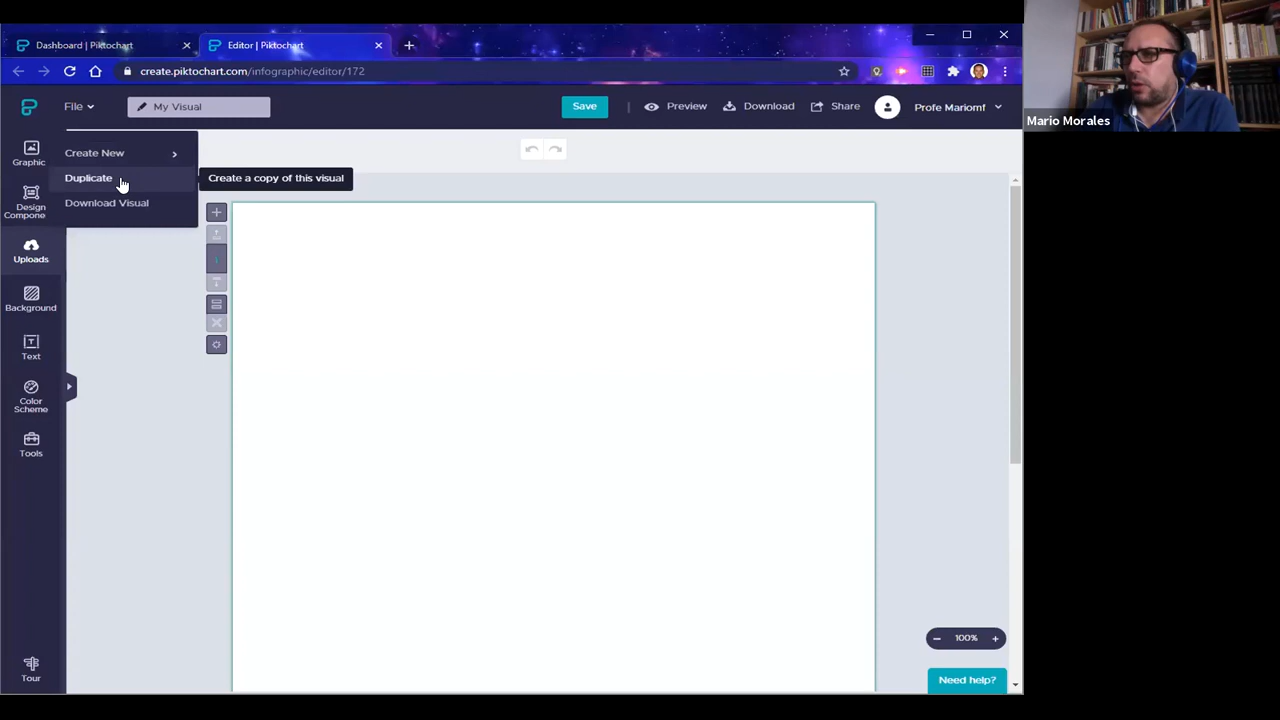 Dashboard | Piktochart
Editor | Piktochart
create.piktochart.com/infographic/editor/172
File
My Visual
Save
Preview
Download
Share
Profe Mariomf
Mario Morales
Graphic
Create New
Duplicate
Create a copy of this visual
Download Visual
Design
Compone
Uploads
1
Background
Text
Color
Scheme
Tools
100%
Tour
Need help?